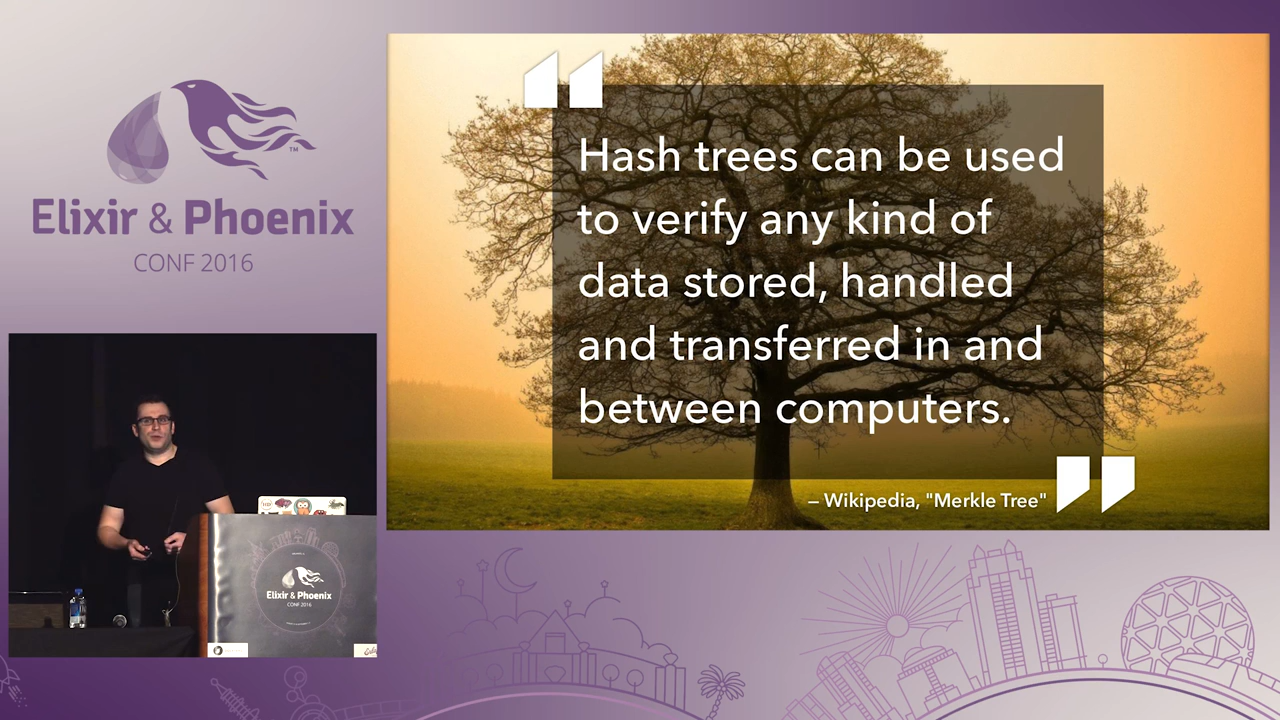 Elixir & Phoenix
TM
CONF 2016
Hash trees can be used
to verify any kind of
data stored, handled
and transferred in and
between computers.
– Wikipedia, "Merkle Tree"
Elixir & Phoenix
CONF 2016